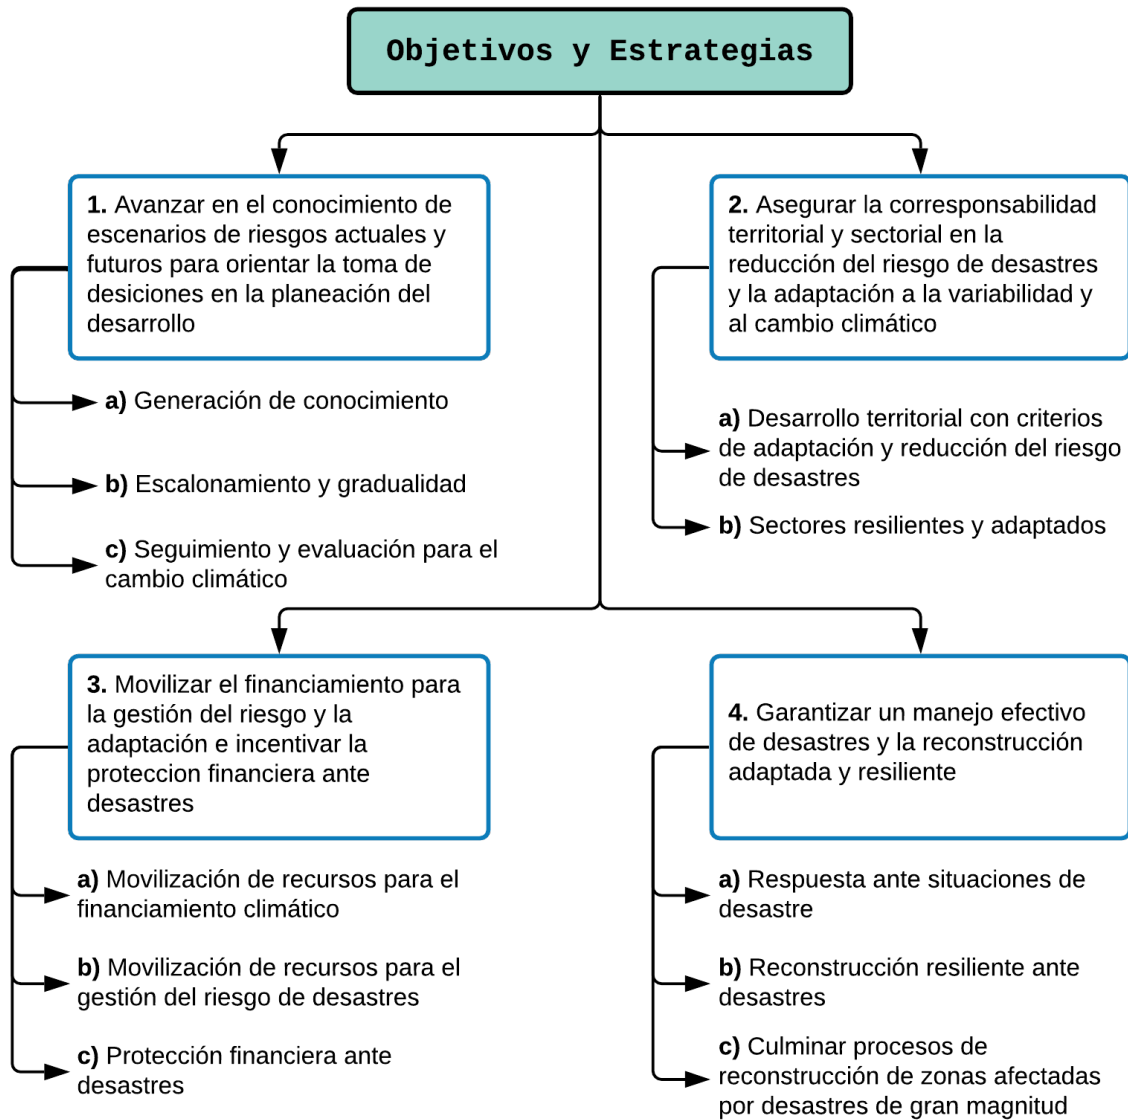 Objetivos y Estrategias
1. Avanzar en el conocimiento de
escenarios de riesgos actuales y
futuros para orientar la toma de
desiciones en la planeación del
desarrollo
a) Generación de conocimiento
b) Escalonamiento y gradualidad
c) Seguimiento y evaluación para el
cambio climático
2. Asegurar la corresponsabilidad
territorial y sectorial en la
reducción del riesgo de desastres
y la adaptación a la variabilidad y
al cambio climático
a) Desarrollo territorial con criterios
de adaptación y reducción del riesgo
de desastres
b) Sectores resilientes y adaptados
3. Movilizar el financiamiento para
la gestión del riesgo y la
adaptación e incentivar la
proteccion financiera ante
desastres
a) Movilización de recursos para el
financiamiento climático
b) Movilización de recursos para el
gestión del riesgo de desastres
c) Protección financiera ante
desastres
4. Garantizar un manejo efectivo
de desastres y la reconstrucción
adaptada y resiliente
a) Respuesta ante situaciones de
desastre
b) Reconstrucción resiliente ante
desastres
c) Culminar procesos de
reconstrucción de zonas afectadas
por desastres de gran magnitud